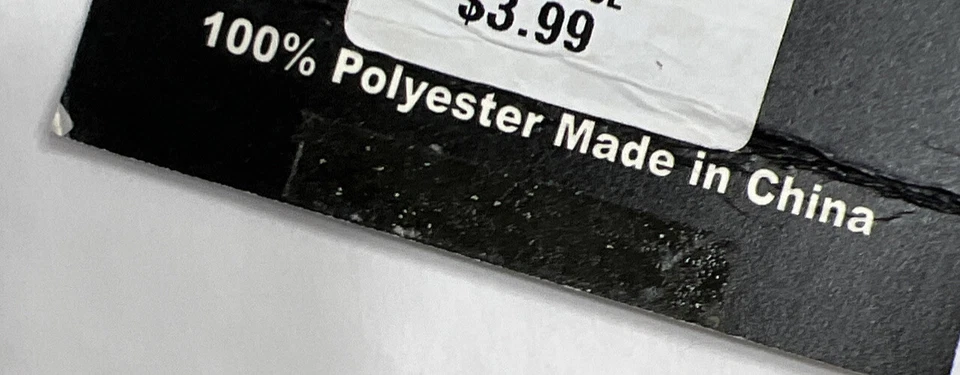 $3.99
100% Polyester Made in China